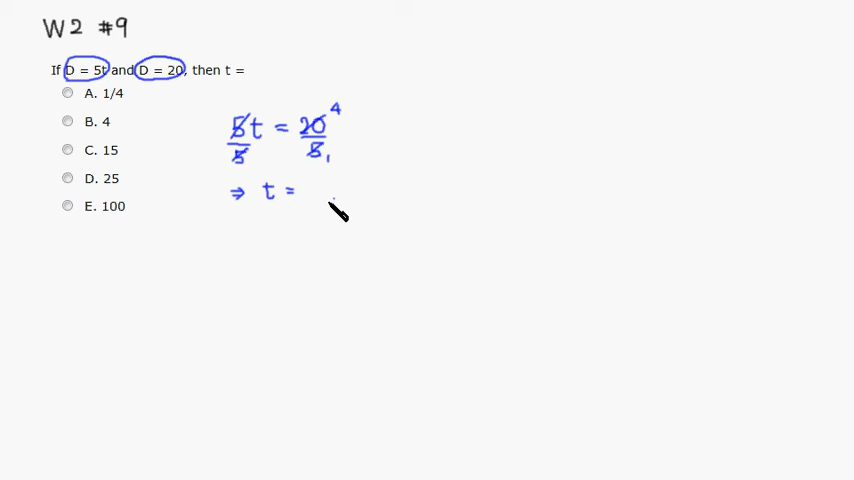 W2 #9
If D = 5t and D = 20, then t =
A. 1/4
B. 4
C. 15
D. 25
E. 100
5t = 20 4
5 5 1
⇒ t =